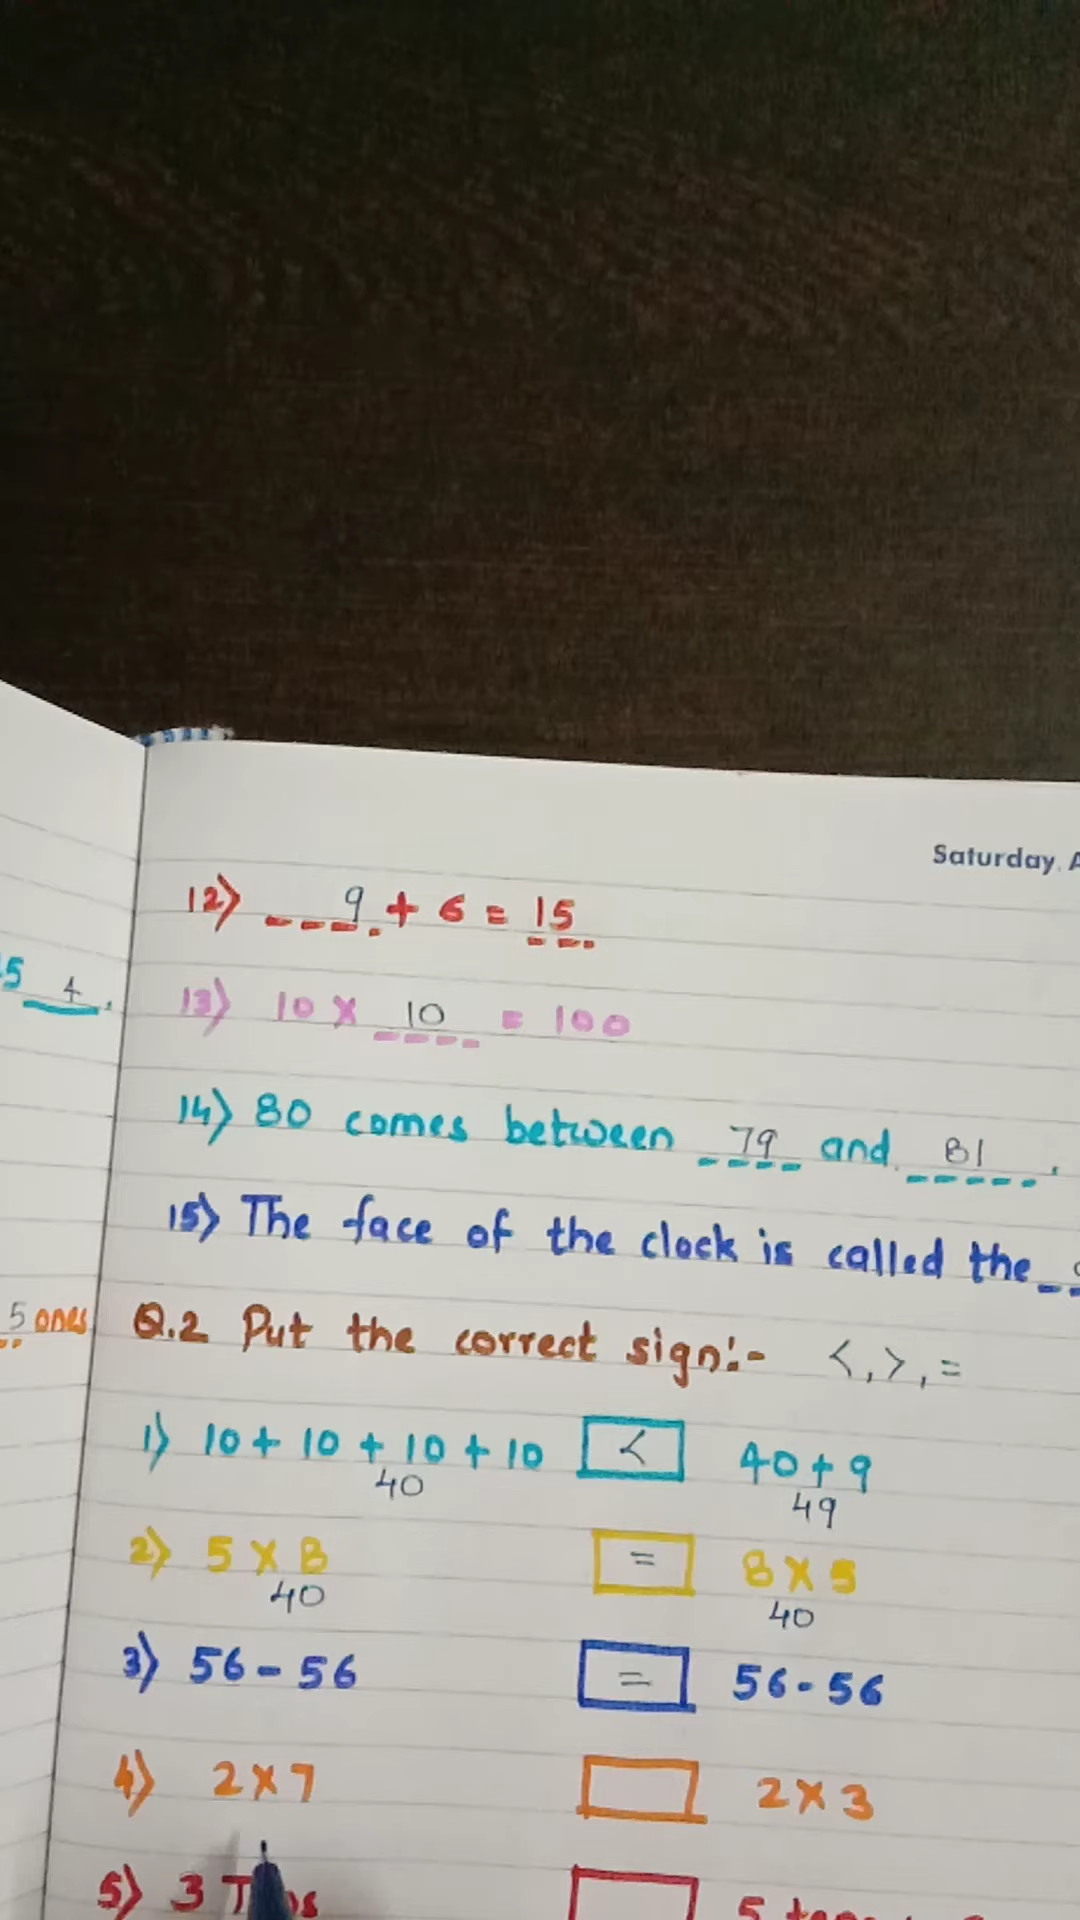 Saturday,
12) 9 + 6 = 15
5 4.
13) 10 × 10 = 100
14) 80 comes between 79 and 81.
15) The face of the clock is called the
5 ones
Q.2 Put the correct sign:- <, >, =
1) 10 + 10 + 10 + 10 < 40 + 9
40 49
2) 5 × 8 = 8 × 5
40 40
3) 56 - 56 = 56 - 56
4) 2 × 7 2 × 3
5) 3 5